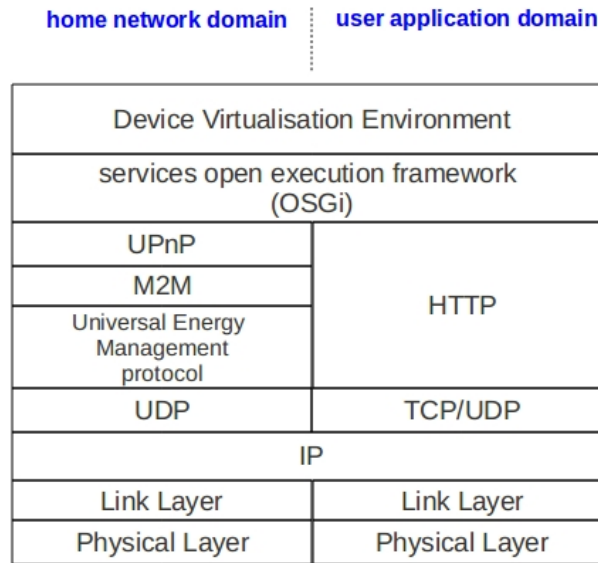 home network domain
user application domain
Device Virtualisation Environment
services open execution framework
(OSGi)
UPnP
M2M
Universal Energy
Management
protocol
HTTP
UDP
TCP/UDP
IP
Link Layer
Link Layer
Physical Layer
Physical Layer